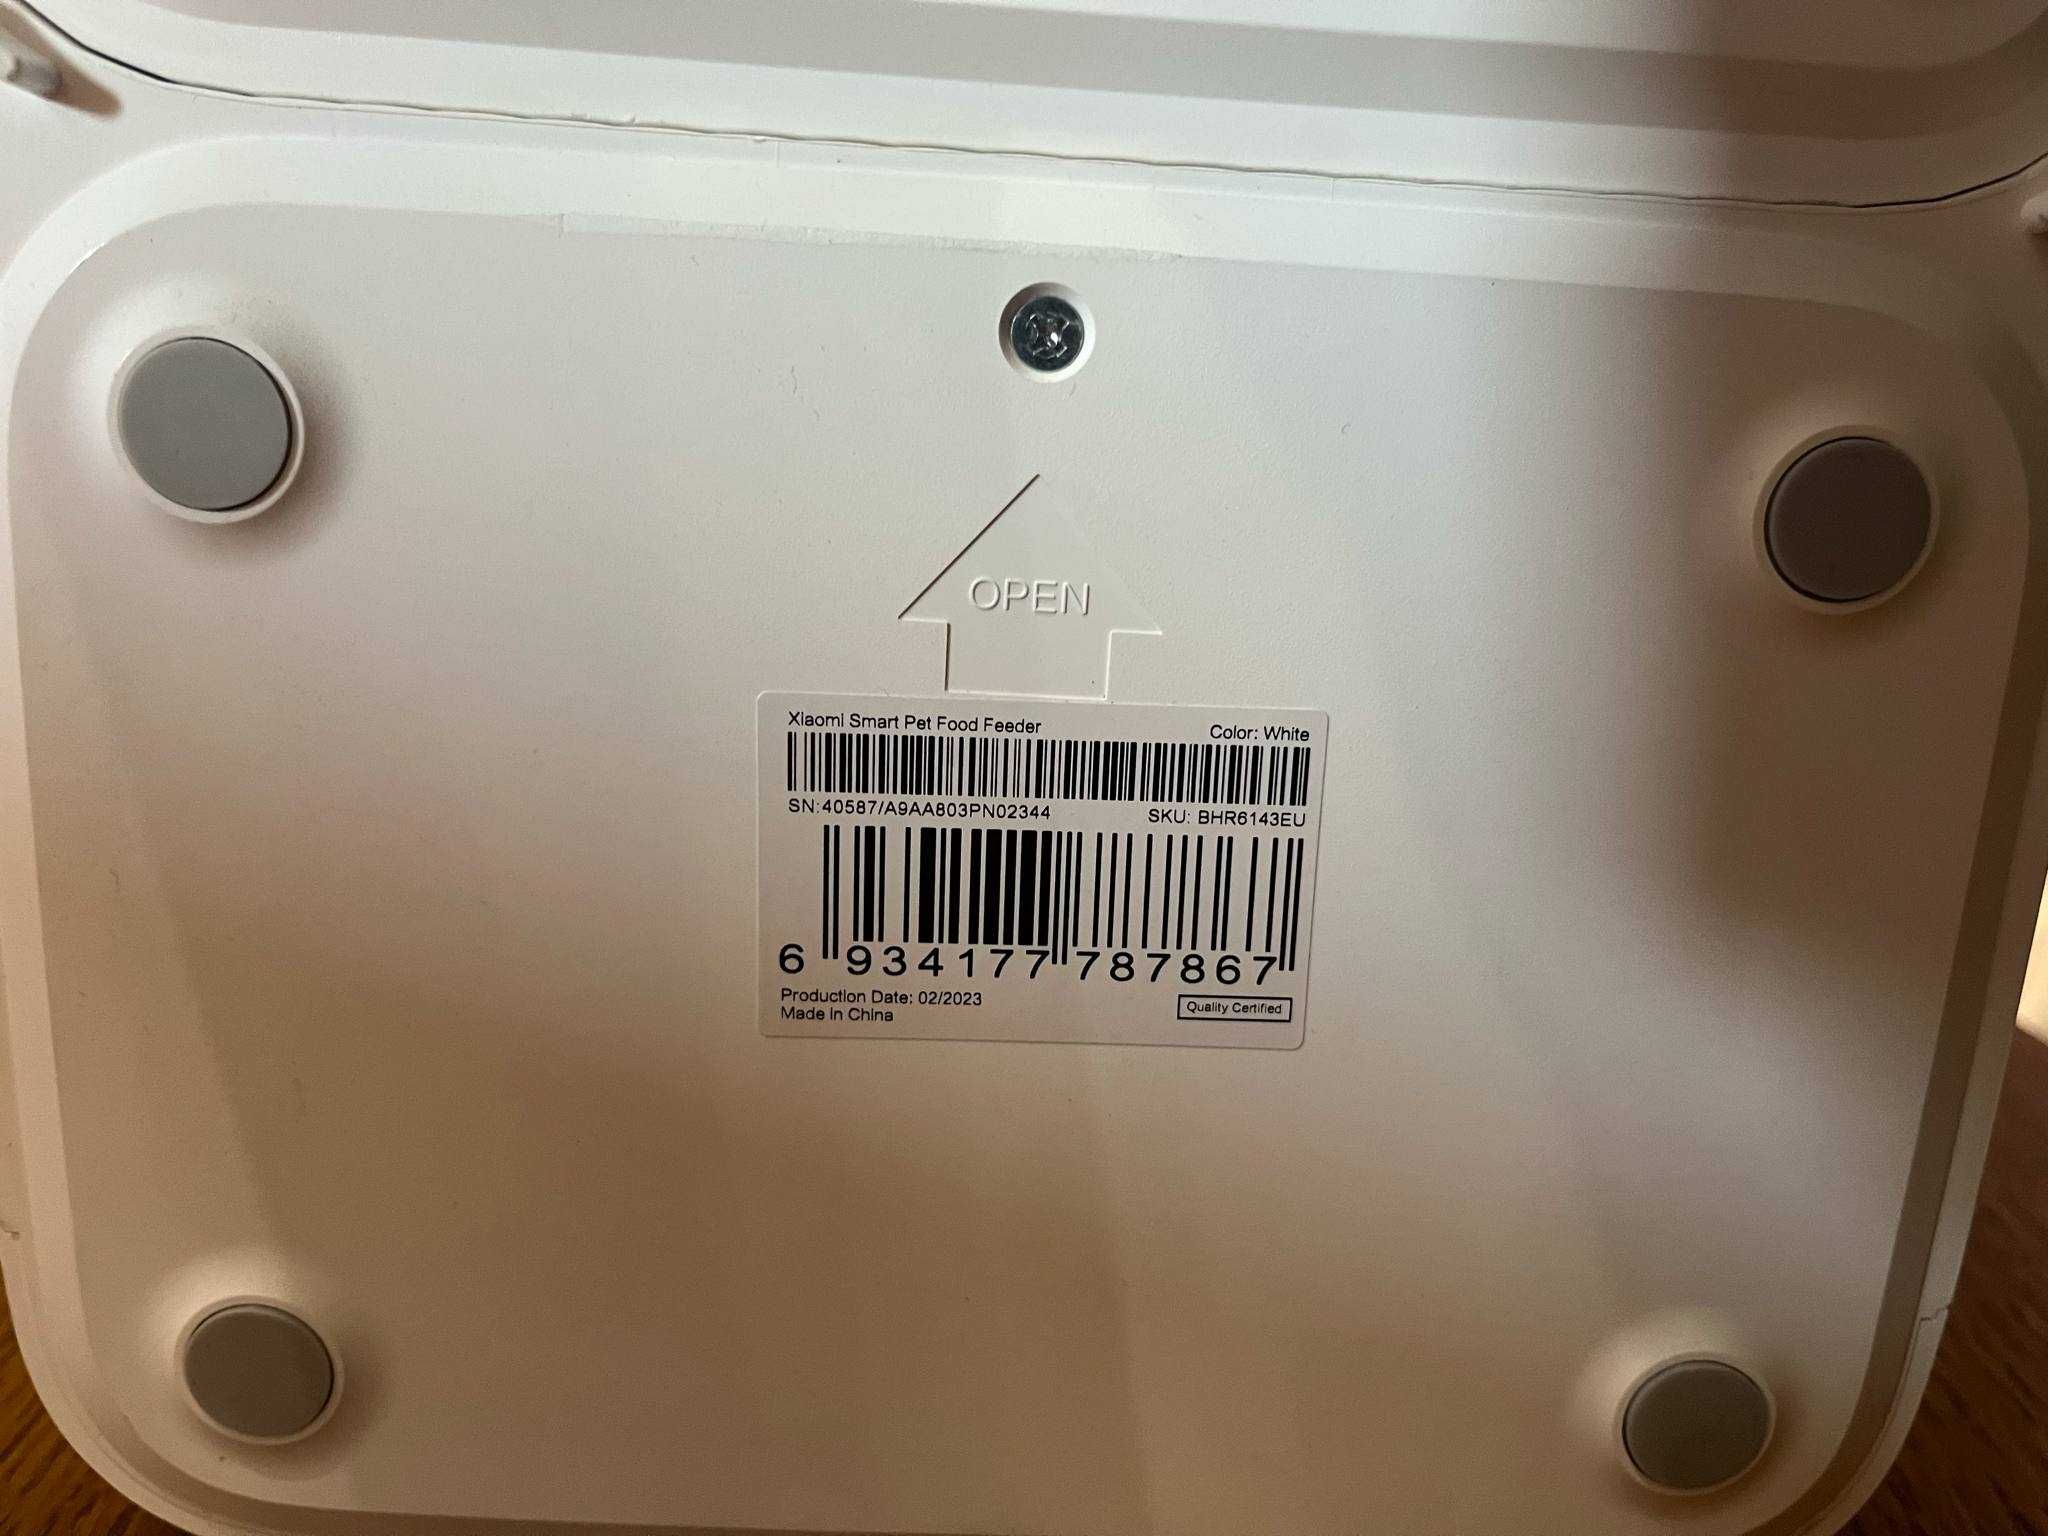 OPEN
Xiaomi Smart Pet Food Feeder Color: White
SN:40587/A9AA803PN02344 SKU: BHR6143EU
6 934177 787867
Production Date: 02/2023
Made in China Quality Certified